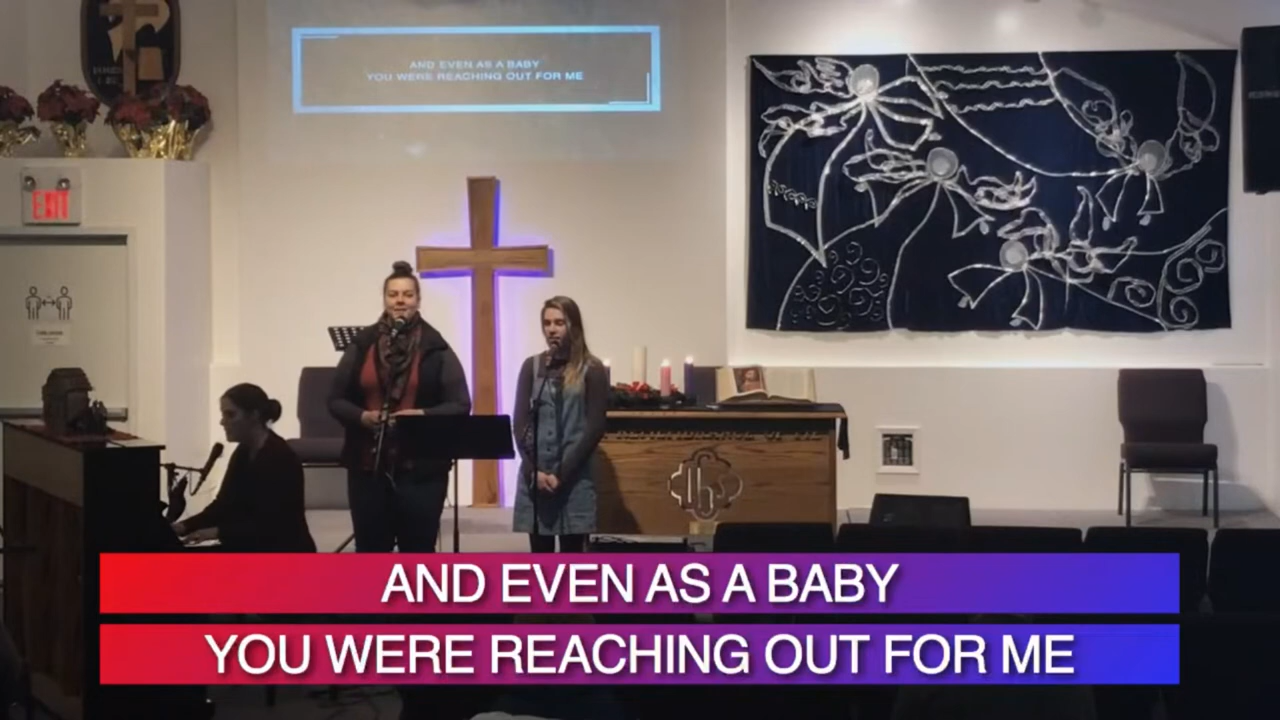 AND EVEN AS A BABY
YOU WERE REACHING OUT FOR ME
EXIT
AND EVEN AS A BABY
YOU WERE REACHING OUT FOR ME